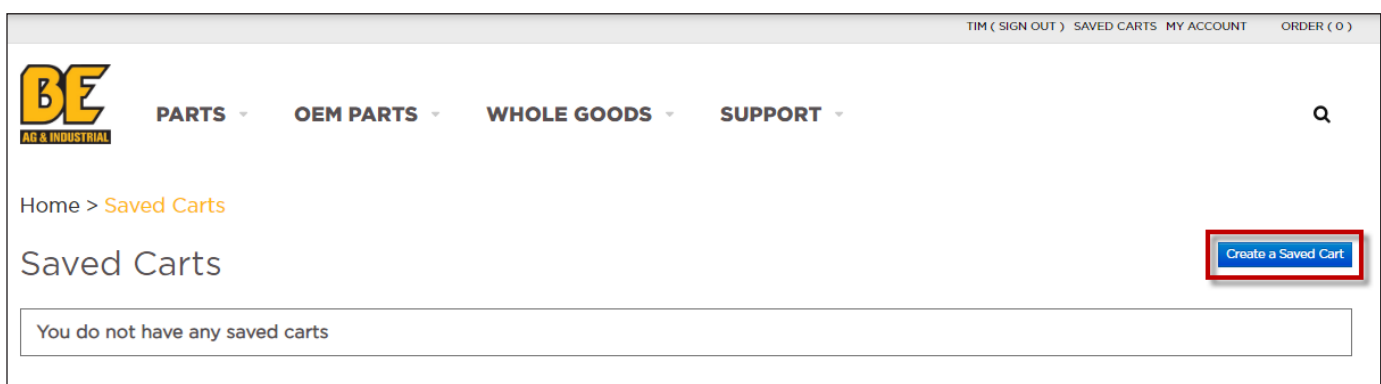 TIM ( SIGN OUT ) SAVED CARTS MY ACCOUNT ORDER ( 0 )
BE
AG & INDUSTRIAL
PARTS OEM PARTS WHOLE GOODS SUPPORT
Home > Saved Carts
Saved Carts
Create a Saved Cart
You do not have any saved carts